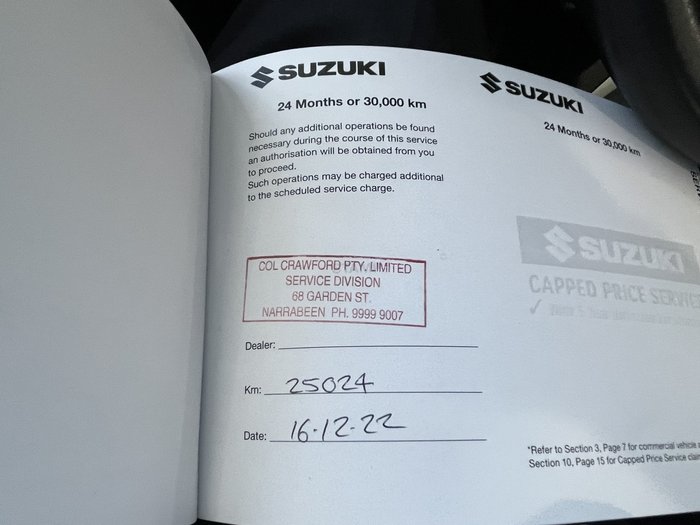 SUZUKI
24 Months or 30,000 km
Should any additional operations be found
necessary during the course of this service
an authorisation will be obtained from you
to proceed.
Such operations may be charged additional
to the scheduled service charge.
COL CRAWFORD PTY. LIMITED
SERVICE DIVISION
68 GARDEN ST.
NARRABEEN PH. 9999 9007
Dealer:
Km: 25024
Date: 16.12.22
SUZUKI
24 Months or 30,000 km
SUZUKI
CAPPED PRICE
*Refer to Section 3, Page 7 for commercial vehicle
Section 10, Page 15 for Capped Price Service